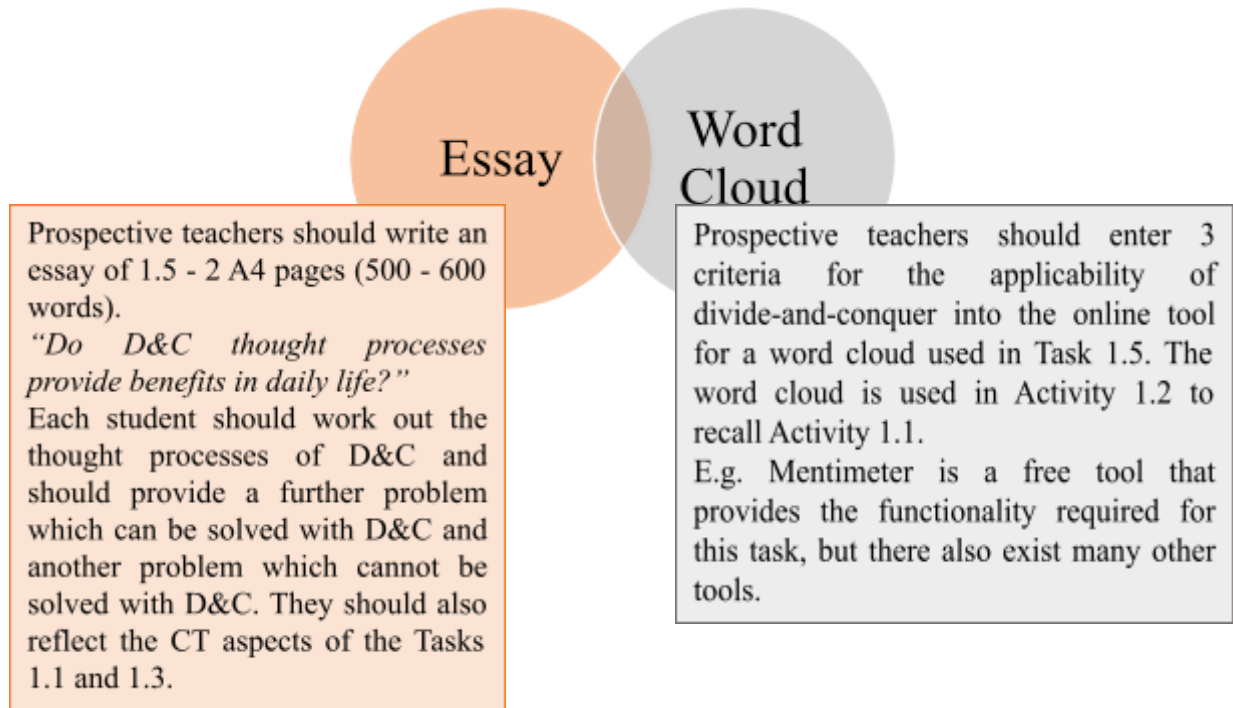 Essay
Word
Cloud
Prospective teachers should write an
essay of 1.5 - 2 A4 pages (500 - 600
words).
“Do D&C thought processes
provide benefits in daily life?”
Each student should work out the
thought processes of D&C and
should provide a further problem
which can be solved with D&C and
another problem which cannot be
solved with D&C. They should also
reflect the CT aspects of the Tasks
1.1 and 1.3.
Prospective teachers should enter 3
criteria for the applicability of
divide-and-conquer into the online tool
for a word cloud used in Task 1.5. The
word cloud is used in Activity 1.2 to
recall Activity 1.1.
E.g. Mentimeter is a free tool that
provides the functionality required for
this task, but there also exist many other
tools.